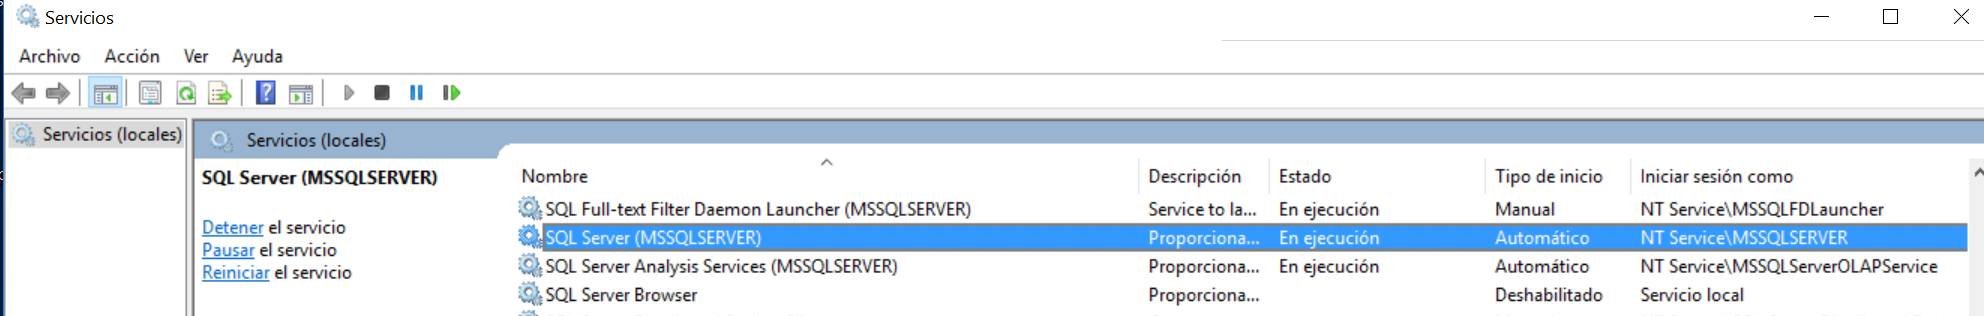 Servicios
Archivo Acción Ver Ayuda
Servicios (locales)
Servicios (locales)
SQL Server (MSSQLSERVER)
Detener el servicio
Pausar el servicio
Reiniciar el servicio
Nombre Descripción Estado Tipo de inicio Iniciar sesión como
SQL Full-text Filter Daemon Launcher (MSSQLSERVER) Service to la... En ejecución Manual NT Service\MSSQLFDLauncher
SQL Server (MSSQLSERVER) Proporciona... En ejecución Automático NT Service\MSSQLSERVER
SQL Server Analysis Services (MSSQLSERVER) Proporciona... En ejecución Automático NT Service\MSSQLServerOLAPService
SQL Server Browser Proporciona... Deshabilitado Servicio local